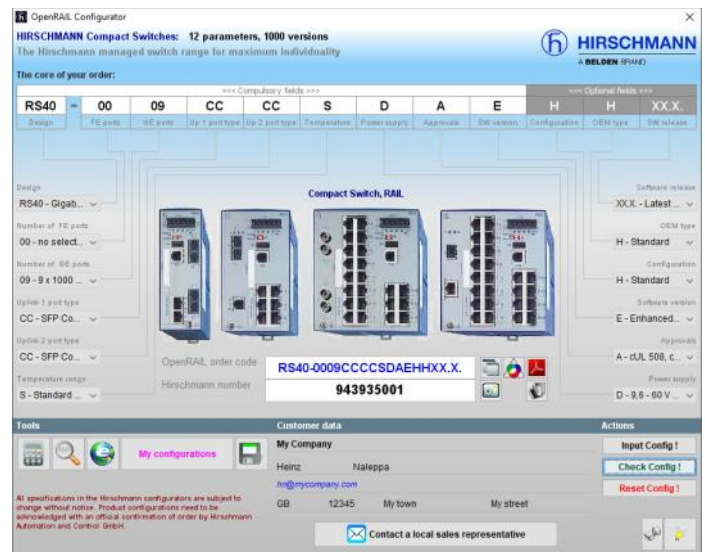 OpenRAIL Configurator
HIRSCHMANN Compact Switches: 12 parameters, 1000 versions
The Hirschmann managed switch range for maximum individuality
HIRSCHMANN
A BELDEN BRAND
The core of your order:
<<< Compulsory fields >>>
<<< Optional fields >>>
RS40 - 00 09 CC CC S D A E H H XX.X.
Design FE ports GE ports Up 1 port type Up 2 port type Temperature Power supply Approvals SW version Configuration OEM type SW release
Compact Switch, RAIL
Design
RS40 - Gigab...
Number of FE ports
00 - no select...
Number of GE ports
09 - 9 x 1000 ...
Uplink 1 port type
CC - SFP Co...
Uplink 2 port type
CC - SFP Co...
Temperature range
S - Standard ...
Software release
XX.X. - Latest ...
OEM type
H - Standard
Configuration
H - Standard
Software version
E - Enhanced...
Approvals
A - cUL 508, c...
Power supply
D - 9,6 - 60 V ...
OpenRAIL order code
RS40-0009CCCCSDAEHHXX.X.
Hirschmann number
943935001
Tools
My configurations
All specifications in the Hirschmann configurators are subject to
change without notice. Product configurations need to be
acknowledged with an official confirmation of order by Hirschmann
Automation and Control GmbH.
Customer data
My Company
Heinz Naleppa
hn@mycompany.com
GB 12345 My town My street
Contact a local sales representative
Actions
Input Config !
Check Config !
Reset Config !